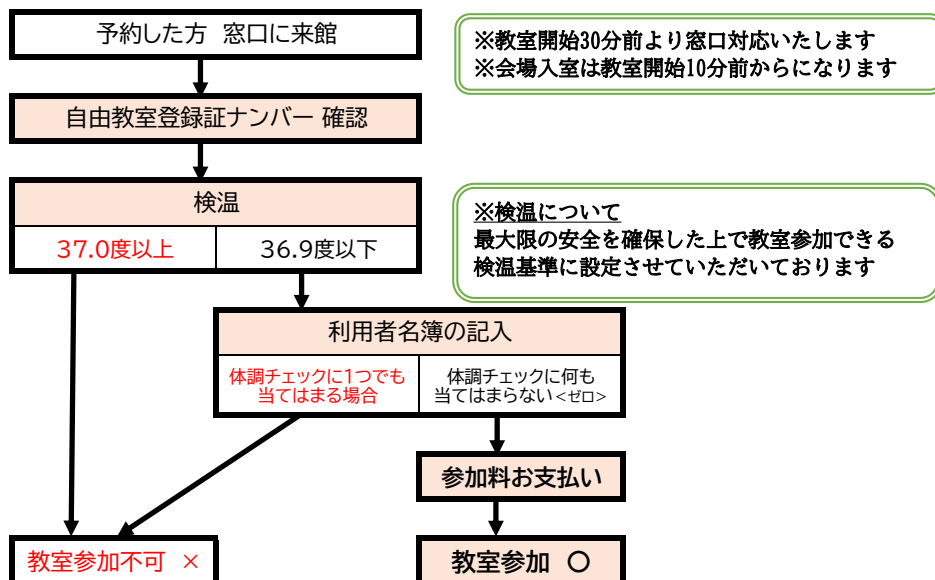 予約した方 窓口に来館
※教室開始30分前より窓口対応いたします
※会場入室は教室開始10分前からになります
自由教室登録証ナンバー 確認
検温
37.0度以上
36.9度以下
※検温について
最大限の安全を確保した上で教室参加できる
検温基準に設定させていただいております
利用者名簿の記入
体調チェックに1つでも
当てはまる場合
体調チェックに何も
当てはまらない<ゼロ>
参加料お支払い
教室参加不可 ×
教室参加 〇